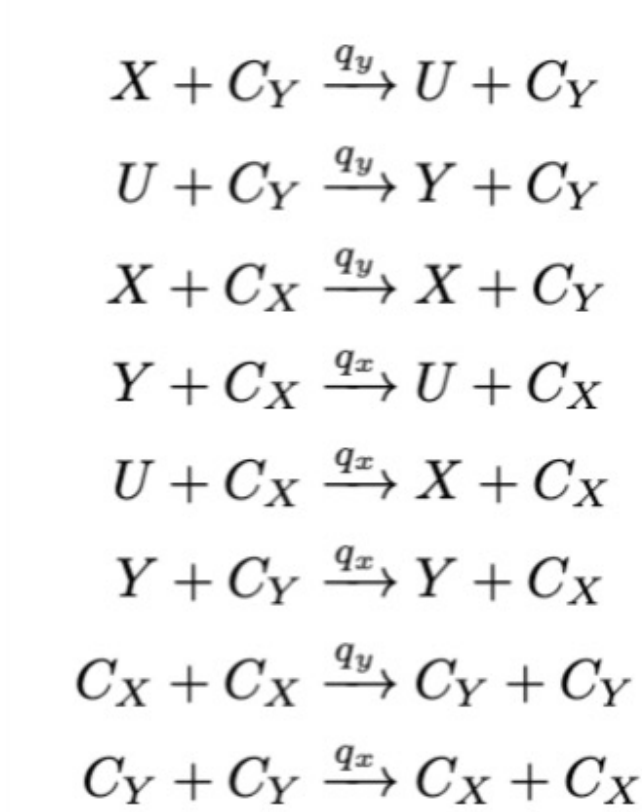 X + C_Y \xrightarrow{q_y} U + C_Y
U + C_Y \xrightarrow{q_y} Y + C_Y
X + C_X \xrightarrow{q_y} X + C_Y
Y + C_X \xrightarrow{q_x} U + C_X
U + C_X \xrightarrow{q_x} X + C_X
Y + C_Y \xrightarrow{q_x} Y + C_X
C_X + C_X \xrightarrow{q_y} C_Y + C_Y
C_Y + C_Y \xrightarrow{q_x} C_X + C_X